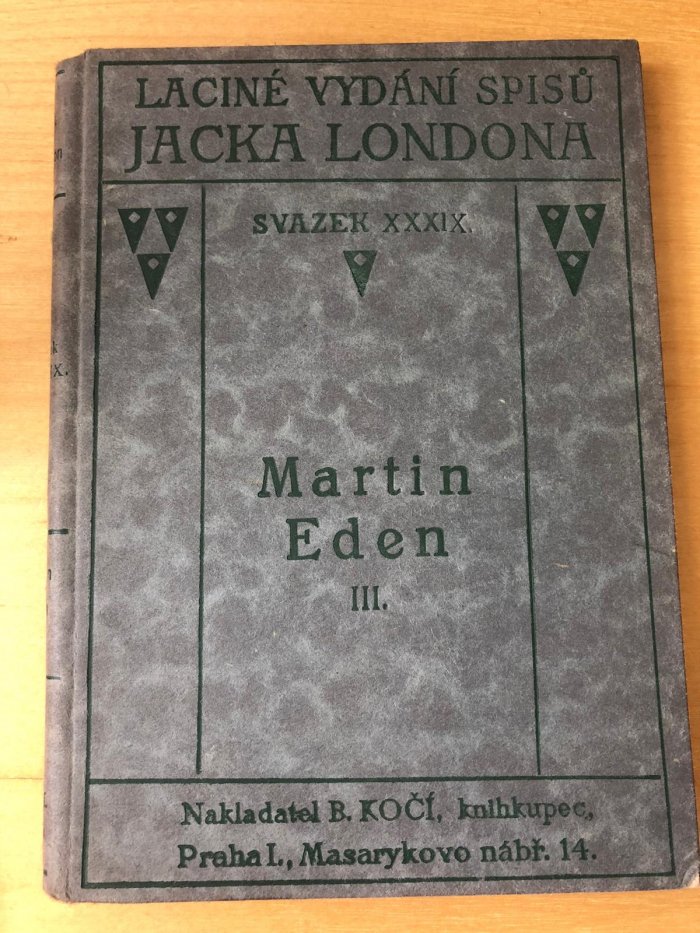 LACINÉ VYDÁNÍ SPISŮ
JACKA LONDONA
SVAZEK XXXIX.
Martin
Eden
III.
Nakladatel B. KOČÍ, knihkupec,
Praha I., Masarykovo nábř. 14.